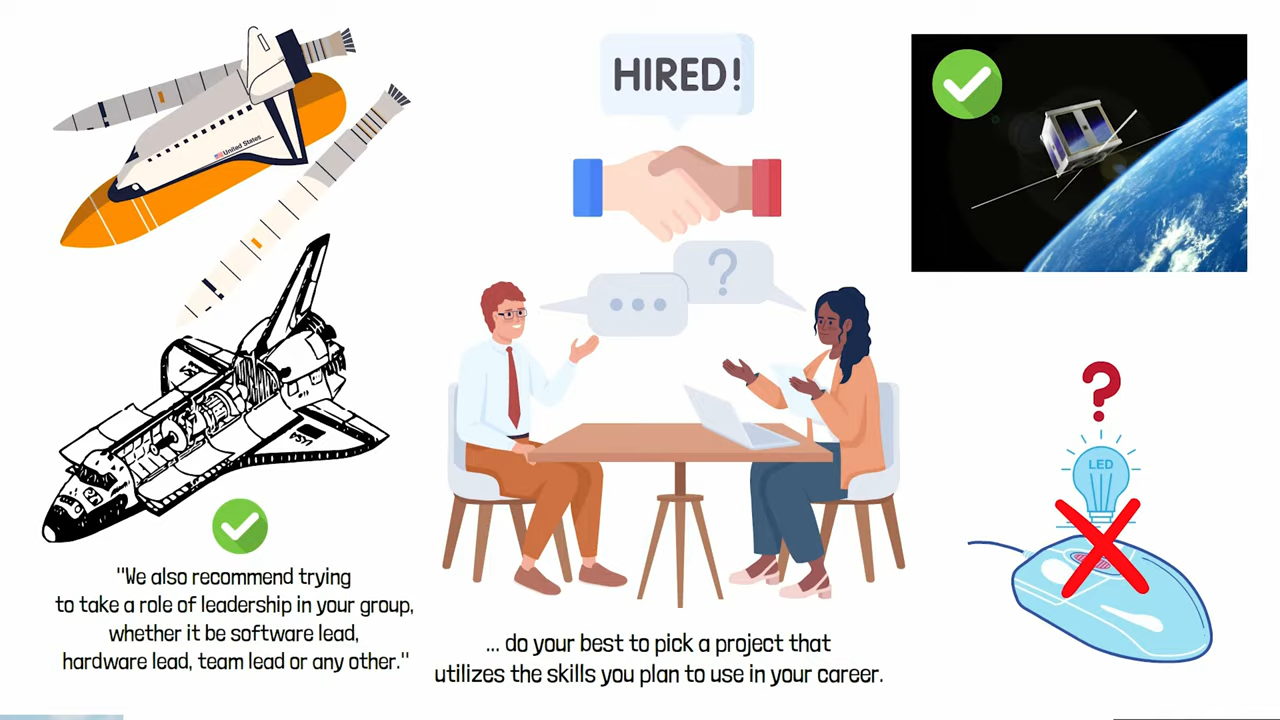 United States
USA
"We also recommend trying
to take a role of leadership in your group,
whether it be software lead,
hardware lead, team lead or any other."
HIRED!
?
... do your best to pick a project that
utilizes the skills you plan to use in your career.
?
LED